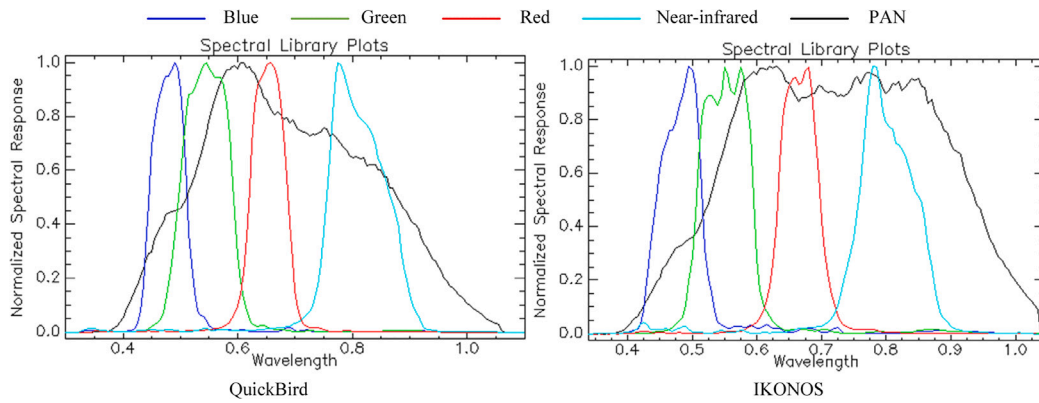 Blue Green Red Near-infrared PAN
Spectral Library Plots
Normalized Spectral Response
1.0
0.8
0.6
0.4
0.2
0.0
0.4 0.6 0.8 1.0
Wavelength
QuickBird
Spectral Library Plots
Normalized Spectral Response
1.0
0.8
0.6
0.4
0.2
0.0
0.4 0.5 0.6 0.7 0.8 0.9 1.0
Wavelength
IKONOS